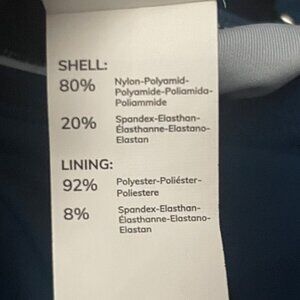 SHELL:
80% Nylon-Polyamid-
Polyamide-Poliamida-
Poliammide
20% Spandex-Elasthan-
Élasthanne-Elastano-
Elastan
LINING:
92% Polyester-Poliéster-
Poliestere
8% Spandex-Elasthan-
Élasthanne-Elastano-
Elastan